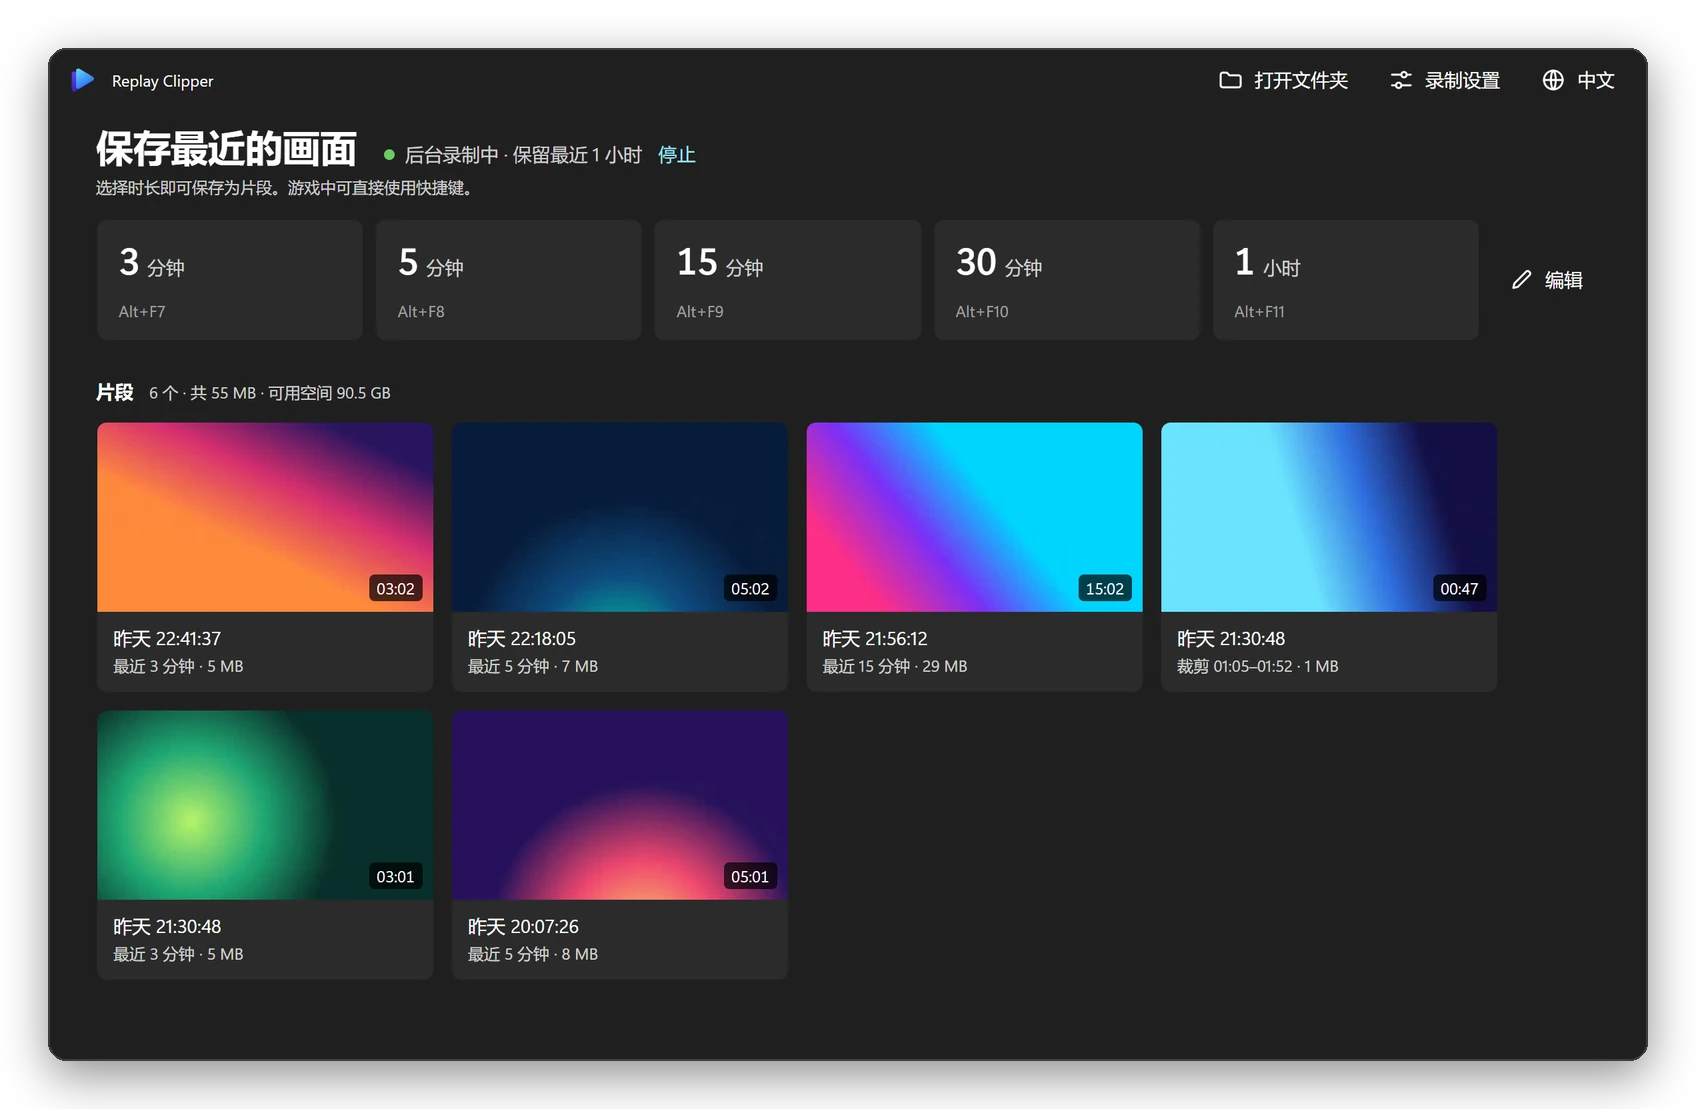 Replay Clipper
打开文件夹 录制设置 中文
保存最近的画面 后台录制中 · 保留最近 1 小时 停止
选择时长即可保存为片段。游戏中可直接使用快捷键。
3 分钟 5 分钟 15 分钟 30 分钟 1 小时
Alt+F7 Alt+F8 Alt+F9 Alt+F10 Alt+F11
编辑
片段 6 个 · 共 55 MB · 可用空间 90.5 GB
03:02 05:02 15:02 00:47
昨天 22:41:37 昨天 22:18:05 昨天 21:56:12 昨天 21:30:48
最近 3 分钟 · 5 MB 最近 5 分钟 · 7 MB 最近 15 分钟 · 29 MB 裁剪 01:05–01:52 · 1 MB
03:01 05:01
昨天 21:30:48 昨天 20:07:26
最近 3 分钟 · 5 MB 最近 5 分钟 · 8 MB